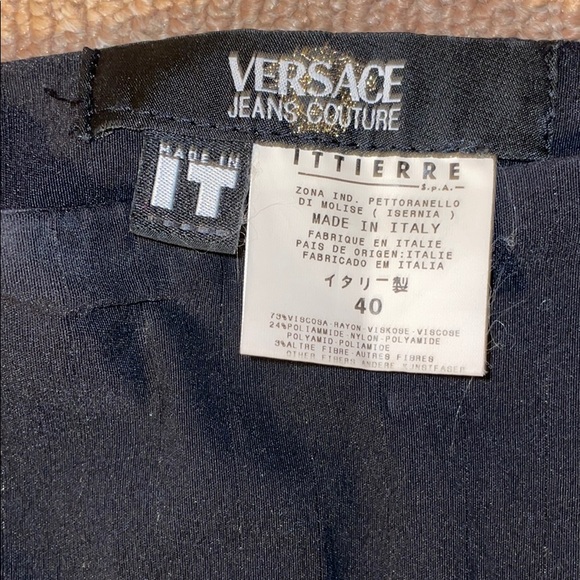 VERSACE
JEANS COUTURE
MADE IN
IT
ITTIERRE
S.p.A.
ZONA IND. PETTORANELLO
DI MOLISE ( ISERNIA )
MADE IN ITALY
FABRIQUE EN ITALIE
PAIS DE ORIGEN:ITALIE
FABRICADO EM ITALIA
イタリー製
40
73%VISCOSA-RAYON-VISKOSE-VISCOSE
24%POLIAMMIDE-NYLON-POLYAMIDE
POLYAMID-POLIAMIDE
3%ALTRE FIBRE-AUTRES FIBRES
OTHER FIBERS ANDERE KUNSTFASER